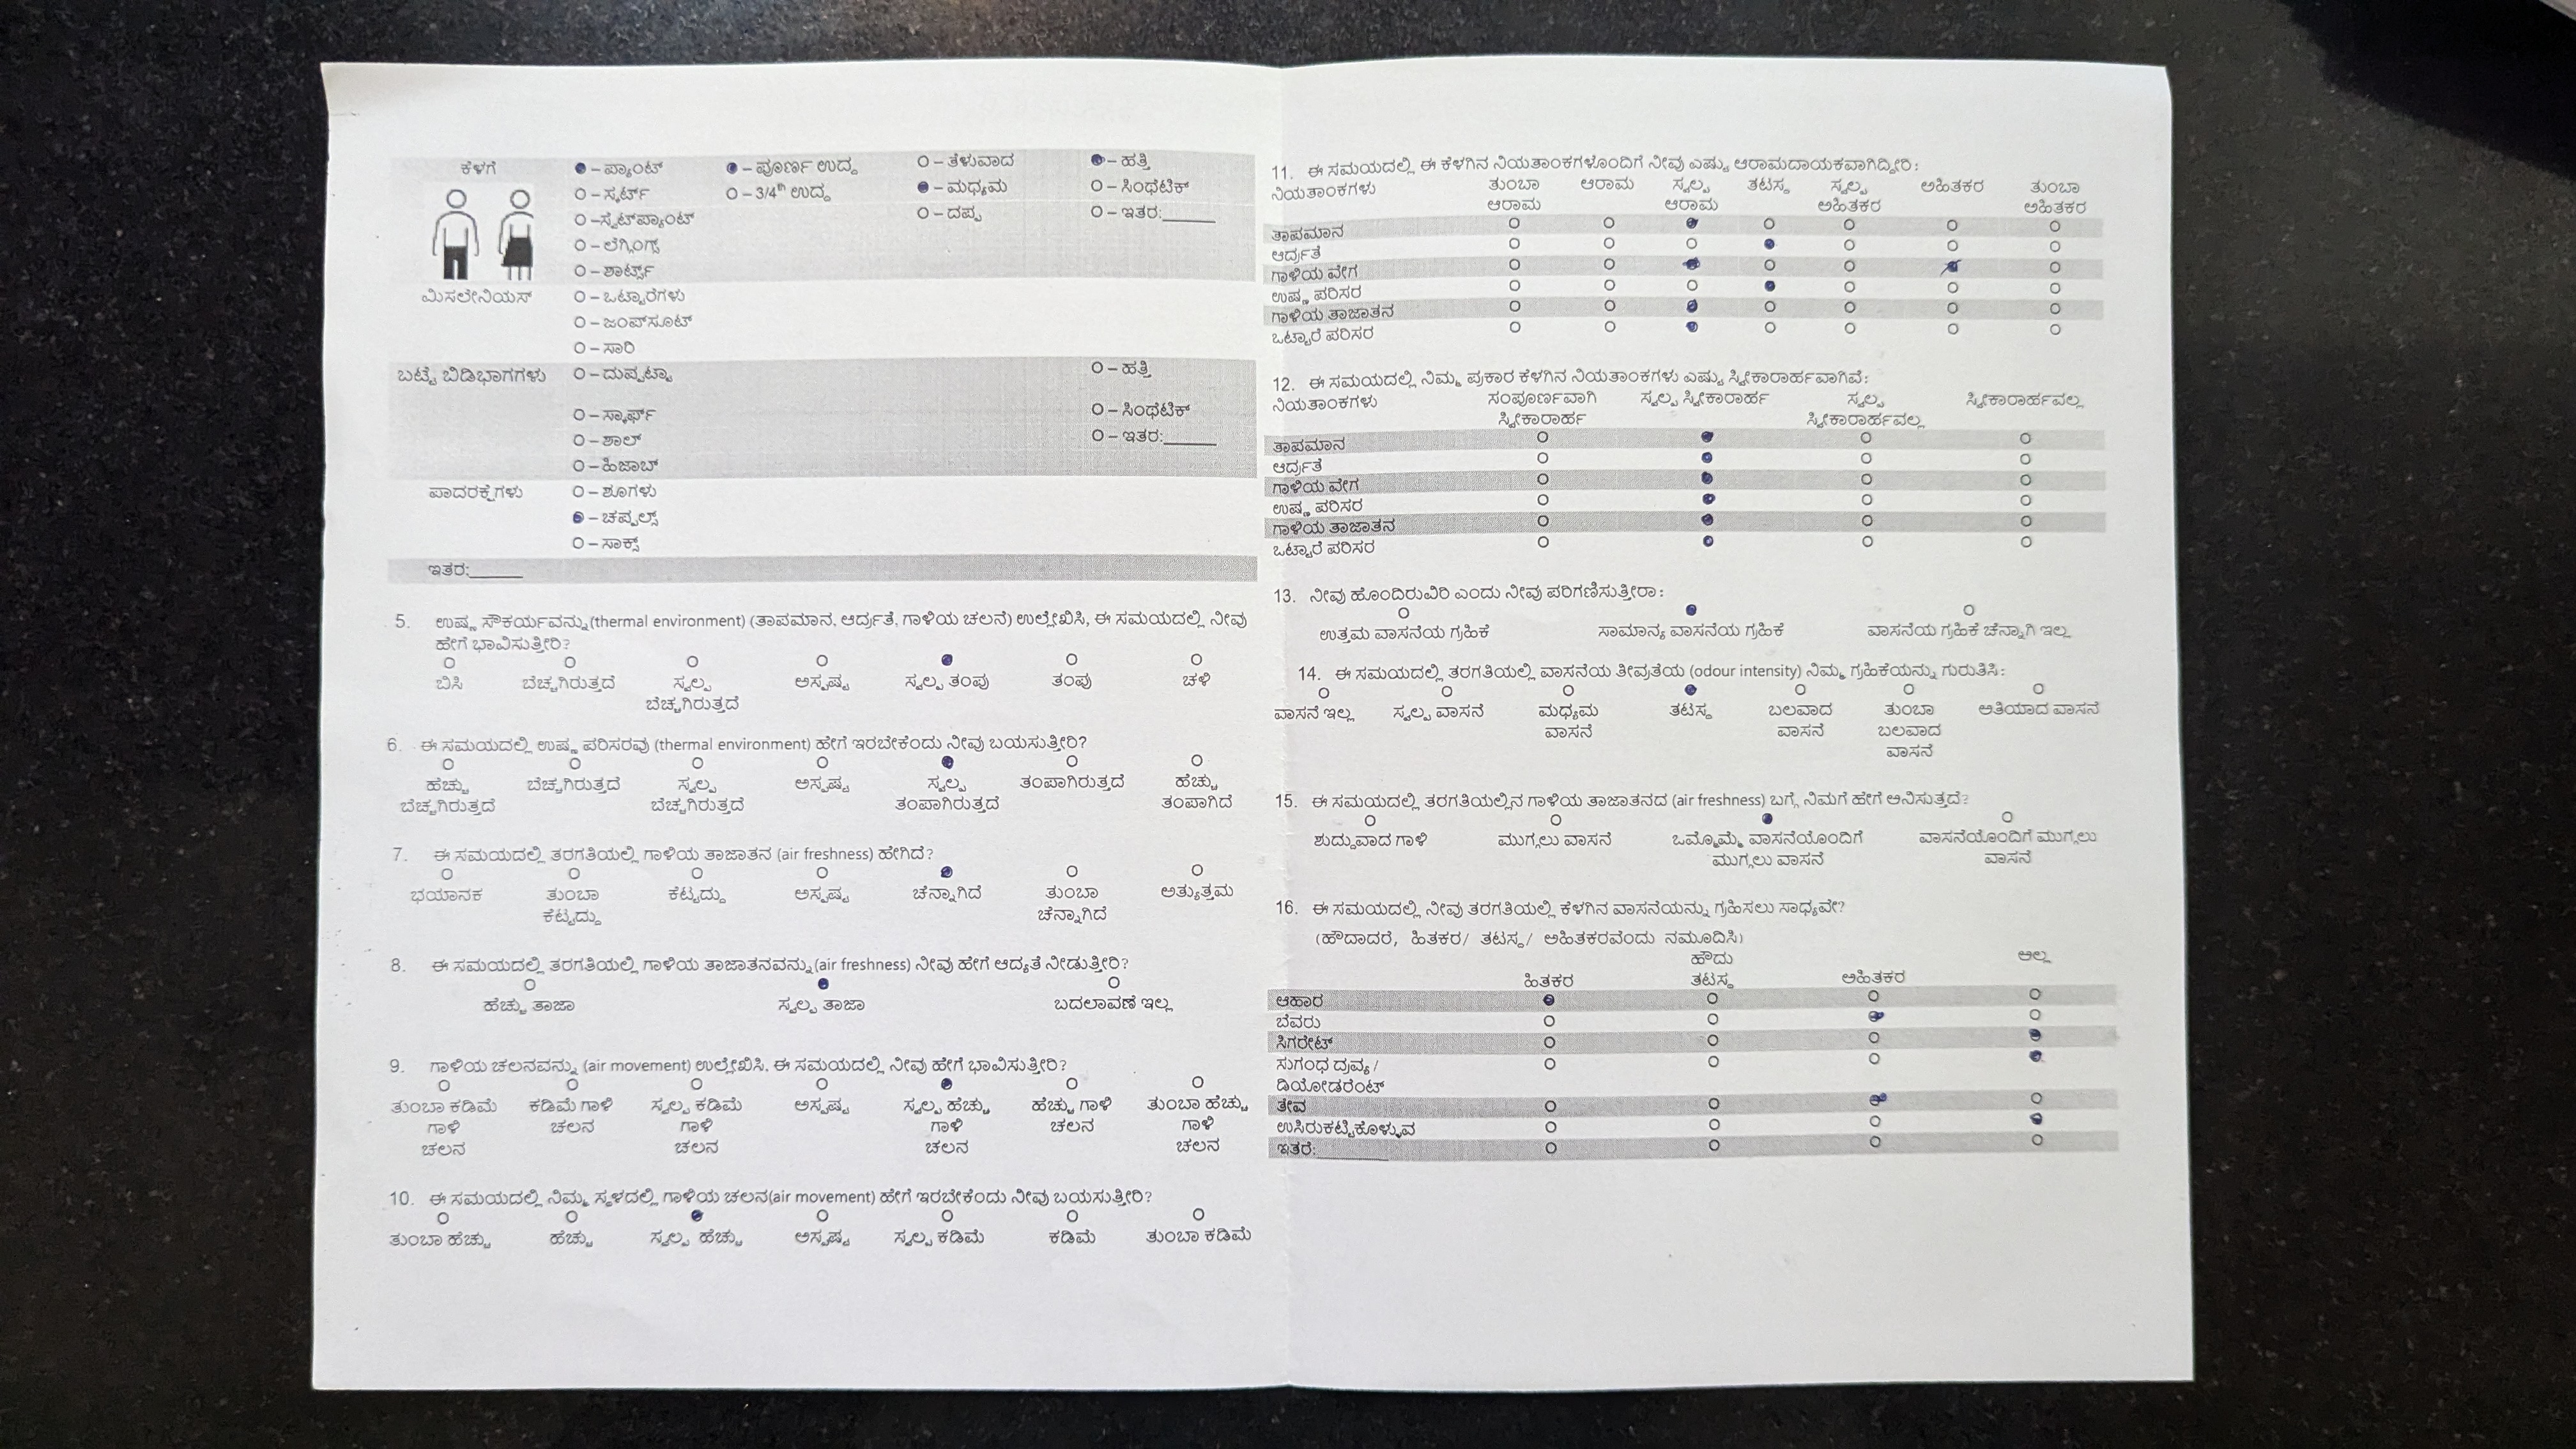 ಕೆಳಗೆ – ಪ್ಯಾಂಟ್ – ಪೂರ್ಣ ಉದ್ದ – ತೆಳುವಾದ – ಹತ್ತಿ
– ಸ್ಕರ್ಟ್ – 3/4th ಉದ್ದ – ಮಧ್ಯಮ – ಸಿಂಥೆಟಿಕ್
– ಸ್ವೆಟ್‌ಪ್ಯಾಂಟ್ – ದಪ್ಪ – ಇತರ:______
– ಲೆಗ್ಗಿಂಗ್ಸ್
– ಶಾರ್ಟ್ಸ್
ಮಿಸಲೇನಿಯಸ್ – ಒಟ್ಟಾರೆಗಳು
– ಜಂಪ್‌ಸೂಟ್
– ಸಾರಿ
ಬಟ್ಟೆ ಬಿಡಿಭಾಗಗಳು – ದುಪ್ಪಟ್ಟಾ – ಹತ್ತಿ
– ಸ್ಕಾರ್ಫ್ – ಸಿಂಥೆಟಿಕ್
– ಶಾಲ್ – ಇತರ:______
– ಹಿಜಾಬ್
ಪಾದರಕ್ಷೆಗಳು – ಶೂಗಳು
– ಚಪ್ಪಲ್ಸ್
– ಸಾಕ್ಸ್
ಇತರ:______
5. ಉಷ್ಣ ಸೌಕರ್ಯವನ್ನು(thermal environment) (ತಾಪಮಾನ, ಆರ್ದ್ರತೆ, ಗಾಳಿಯ ಚಲನೆ) ಉಲ್ಲೇಖಿಸಿ, ಈ ಸಮಯದಲ್ಲಿ ನೀವು
ಹೇಗೆ ಭಾವಿಸುತ್ತೀರಿ?
ಬಿಸಿ ಬೆಚ್ಚಗಿರುತ್ತದೆ ಸ್ವಲ್ಪ ಅಸ್ಪಷ್ಟ ಸ್ವಲ್ಪ ತಂಪು ತಂಪು ಚಳಿ
ಬೆಚ್ಚಗಿರುತ್ತದೆ
6. ಈ ಸಮಯದಲ್ಲಿ ಉಷ್ಣ ಪರಿಸರವು (thermal environment) ಹೇಗೆ ಇರಬೇಕೆಂದು ನೀವು ಬಯಸುತ್ತೀರಿ?
ಹೆಚ್ಚು ಬೆಚ್ಚಗಿರುತ್ತದೆ ಸ್ವಲ್ಪ ಅಸ್ಪಷ್ಟ ಸ್ವಲ್ಪ ತಂಪಾಗಿರುತ್ತದೆ ಹೆಚ್ಚು
ಬೆಚ್ಚಗಿರುತ್ತದೆ ಬೆಚ್ಚಗಿರುತ್ತದೆ ತಂಪಾಗಿರುತ್ತದೆ ತಂಪಾಗಿದೆ
7. ಈ ಸಮಯದಲ್ಲಿ ತರಗತಿಯಲ್ಲಿ ಗಾಳಿಯ ತಾಜಾತನ (air freshness) ಹೇಗಿದೆ?
ಭಯಾನಕ ತುಂಬಾ ಕೆಟ್ಟದ್ದು ಅಸ್ಪಷ್ಟ ಚೆನ್ನಾಗಿದೆ ತುಂಬಾ ಅತ್ಯುತ್ತಮ
ಕೆಟ್ಟದ್ದು ಚೆನ್ನಾಗಿದೆ
8. ಈ ಸಮಯದಲ್ಲಿ ತರಗತಿಯಲ್ಲಿ ಗಾಳಿಯ ತಾಜಾತನವನ್ನು(air freshness) ನೀವು ಹೇಗೆ ಆದ್ಯತೆ ನೀಡುತ್ತೀರಿ?
ಹೆಚ್ಚು ತಾಜಾ ಸ್ವಲ್ಪ ತಾಜಾ ಬದಲಾವಣೆ ಇಲ್ಲ
9. ಗಾಳಿಯ ಚಲನವನ್ನು (air movement) ಉಲ್ಲೇಖಿಸಿ, ಈ ಸಮಯದಲ್ಲಿ ನೀವು ಹೇಗೆ ಭಾವಿಸುತ್ತೀರಿ?
ತುಂಬಾ ಕಡಿಮೆ ಕಡಿಮೆ ಗಾಳಿ ಸ್ವಲ್ಪ ಕಡಿಮೆ ಅಸ್ಪಷ್ಟ ಸ್ವಲ್ಪ ಹೆಚ್ಚು ಹೆಚ್ಚು ಗಾಳಿ ತುಂಬಾ ಹೆಚ್ಚು
ಗಾಳಿ ಚಲನ ಗಾಳಿ ಗಾಳಿ ಚಲನ ಗಾಳಿ
ಚಲನ ಚಲನ ಚಲನ ಚಲನ
10. ಈ ಸಮಯದಲ್ಲಿ ನಿಮ್ಮ ಸ್ಥಳದಲ್ಲಿ ಗಾಳಿಯ ಚಲನ(air movement) ಹೇಗೆ ಇರಬೇಕೆಂದು ನೀವು ಬಯಸುತ್ತೀರಿ?
ತುಂಬಾ ಹೆಚ್ಚು ಹೆಚ್ಚು ಸ್ವಲ್ಪ ಹೆಚ್ಚು ಅಸ್ಪಷ್ಟ ಸ್ವಲ್ಪ ಕಡಿಮೆ ಕಡಿಮೆ ತುಂಬಾ ಕಡಿಮೆ
11. ಈ ಸಮಯದಲ್ಲಿ ಈ ಕೆಳಗಿನ ನಿಯತಾಂಕಗಳೊಂದಿಗೆ ನೀವು ಎಷ್ಟು ಆರಾಮದಾಯಕವಾಗಿದ್ದೀರಿ:
ನಿಯತಾಂಕಗಳು ತುಂಬಾ ಆರಾಮ ಸ್ವಲ್ಪ ತಟಸ್ಥ ಸ್ವಲ್ಪ ಅಹಿತಕರ ತುಂಬಾ
ಆರಾಮ ಆರಾಮ ಅಹಿತಕರ ಅಹಿತಕರ
ತಾಪಮಾನ
ಆರ್ದ್ರತೆ
ಗಾಳಿಯ ವೇಗ
ಉಷ್ಣ ಪರಿಸರ
ಗಾಳಿಯ ತಾಜಾತನ
ಒಟ್ಟಾರೆ ಪರಿಸರ
12. ಈ ಸಮಯದಲ್ಲಿ ನಿಮ್ಮ ಪ್ರಕಾರ ಕೆಳಗಿನ ನಿಯತಾಂಕಗಳು ಎಷ್ಟು ಸ್ವೀಕಾರಾರ್ಹವಾಗಿವೆ:
ನಿಯತಾಂಕಗಳು ಸಂಪೂರ್ಣವಾಗಿ ಸ್ವಲ್ಪ ಸ್ವೀಕಾರಾರ್ಹ ಸ್ವಲ್ಪ ಸ್ವೀಕಾರಾರ್ಹವಲ್ಲ
ಸ್ವೀಕಾರಾರ್ಹ ಸ್ವೀಕಾರಾರ್ಹವಲ್ಲ
ತಾಪಮಾನ
ಆರ್ದ್ರತೆ
ಗಾಳಿಯ ವೇಗ
ಉಷ್ಣ ಪರಿಸರ
ಗಾಳಿಯ ತಾಜಾತನ
ಒಟ್ಟಾರೆ ಪರಿಸರ
13. ನೀವು ಹೊಂದಿರುವಿರಿ ಎಂದು ನೀವು ಪರಿಗಣಿಸುತ್ತೀರಾ:
ಉತ್ತಮ ವಾಸನೆಯ ಗ್ರಹಿಕೆ ಸಾಮಾನ್ಯ ವಾಸನೆಯ ಗ್ರಹಿಕೆ ವಾಸನೆಯ ಗ್ರಹಿಕೆ ಚೆನ್ನಾಗಿ ಇಲ್ಲ
14. ಈ ಸಮಯದಲ್ಲಿ ತರಗತಿಯಲ್ಲಿ ವಾಸನೆಯ ತೀವ್ರತೆಯ (odour intensity) ನಿಮ್ಮ ಗ್ರಹಿಕೆಯನ್ನು ಗುರುತಿಸಿ:
ವಾಸನೆ ಇಲ್ಲ ಸ್ವಲ್ಪ ವಾಸನೆ ಮಧ್ಯಮ ತಟಸ್ಥ ಬಲವಾದ ತುಂಬಾ ಅತಿಯಾದ ವಾಸನೆ
ವಾಸನೆ ವಾಸನೆ ಬಲವಾದ
ವಾಸನೆ
15. ಈ ಸಮಯದಲ್ಲಿ ತರಗತಿಯಲ್ಲಿನ ಗಾಳಿಯ ತಾಜಾತನದ (air freshness) ಬಗ್ಗೆ ನಿಮಗೆ ಹೇಗೆ ಅನಿಸುತ್ತದೆ?
ಶುದ್ಧವಾದ ಗಾಳಿ ಮುಗ್ಗಲು ವಾಸನೆ ಒಮ್ಮೊಮ್ಮೆ ವಾಸನೆಯೊಂದಿಗೆ ವಾಸನೆಯೊಂದಿಗೆ ಮುಗ್ಗಲು
ಮುಗ್ಗಲು ವಾಸನೆ ವಾಸನೆ
16. ಈ ಸಮಯದಲ್ಲಿ ನೀವು ತರಗತಿಯಲ್ಲಿ ಕೆಳಗಿನ ವಾಸನೆಯನ್ನು ಗ್ರಹಿಸಲು ಸಾಧ್ಯವೇ?
(ಹೌದಾದರೆ, ಹಿತಕರ/ ತಟಸ್ಥ/ ಅಹಿತಕರವೆಂದು ನಮೂದಿಸಿ)
ಹೌದು ಅಲ್ಲ
ಹಿತಕರ ತಟಸ್ಥ ಅಹಿತಕರ
ಆಹಾರ
ಬೆವರು
ಸಿಗರೇಟ್
ಸುಗಂಧ ದ್ರವ್ಯ /
ಡಿಯೋಡರೆಂಟ್
ತೇವ
ಉಸಿರುಕಟ್ಟಿಕೊಳ್ಳುವ
ಇತರೆ:________